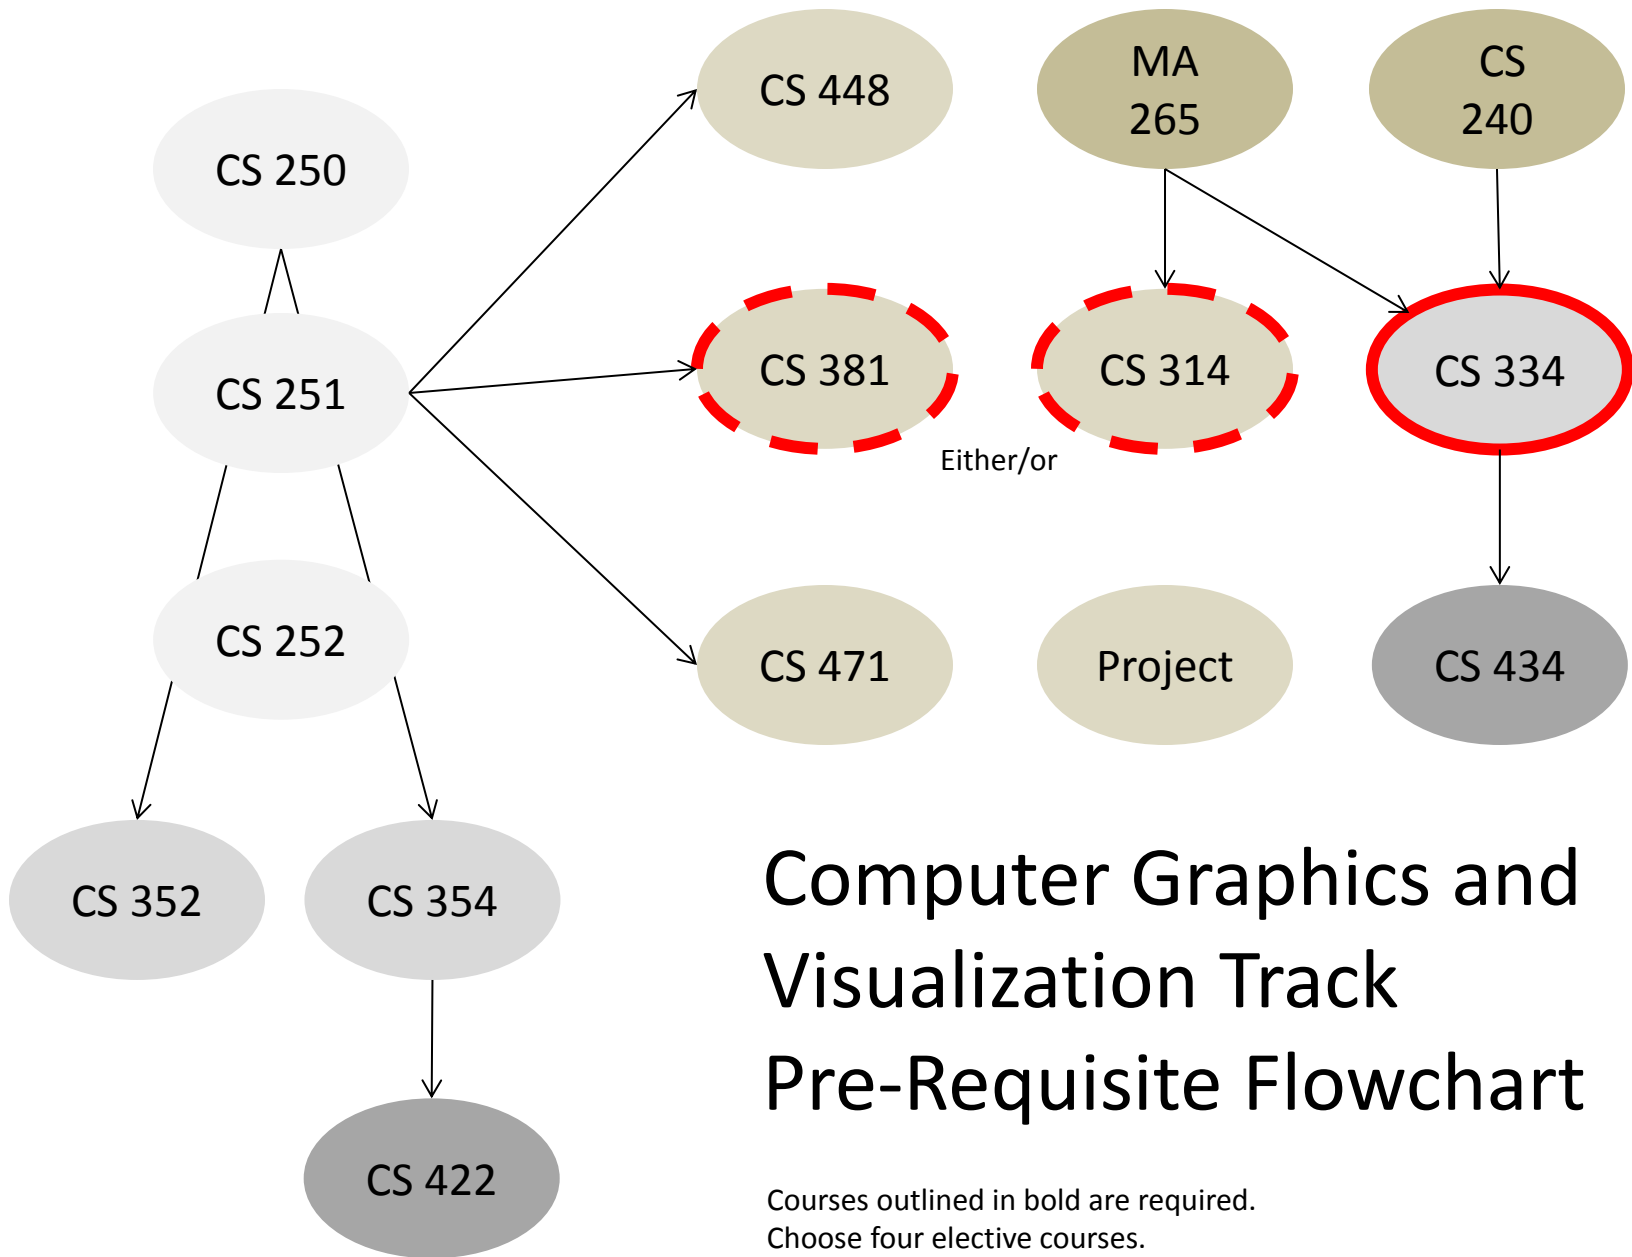 CS 448
MA
265
CS
240
CS 250
CS 251
CS 381
CS 314
CS 334
Either/or
CS 252
CS 471
Project
CS 434
CS 352
CS 354
CS 422
Computer Graphics and
Visualization Track
Pre-Requisite Flowchart
Courses outlined in bold are required.
Choose four elective courses.